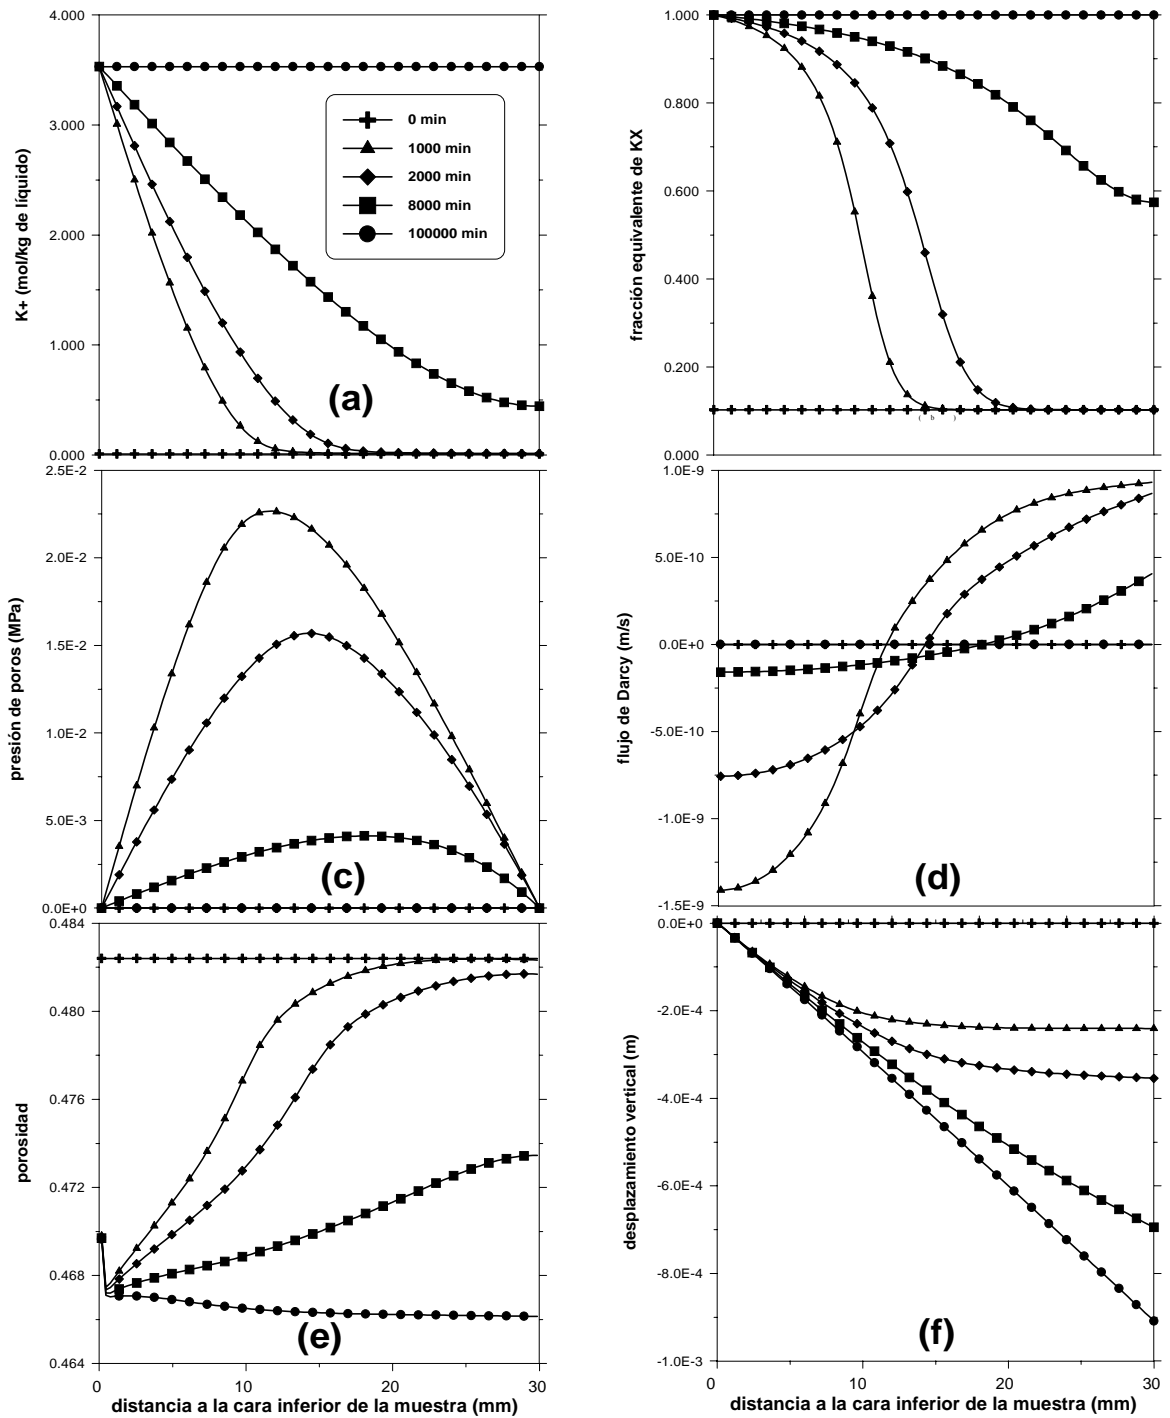 4.000
3.000
2.000
1.000
0.000
K+ (mol/kg de líquido)
0 min
1000 min
2000 min
8000 min
100000 min
(a)
1.000
0.800
0.600
0.400
0.200
0.000
fracción equivalente de KX
( b )
2.5E-2
2.0E-2
1.5E-2
1.0E-2
5.0E-3
0.0E+0
presión de poros (MPa)
(c)
1.0E-9
5.0E-10
0.0E+0
-5.0E-10
-1.0E-9
-1.5E-9
flujo de Darcy (m/s)
(d)
0.484
0.480
0.476
0.472
0.468
0.464
porosidad
(e)
0 10 20 30
distancia a la cara inferior de la muestra (mm)
0.0E+0
-2.0E-4
-4.0E-4
-6.0E-4
-8.0E-4
-1.0E-3
desplazamiento vertical (m)
(f)
0 10 20 30
distancia a la cara inferior de la muestra (mm)